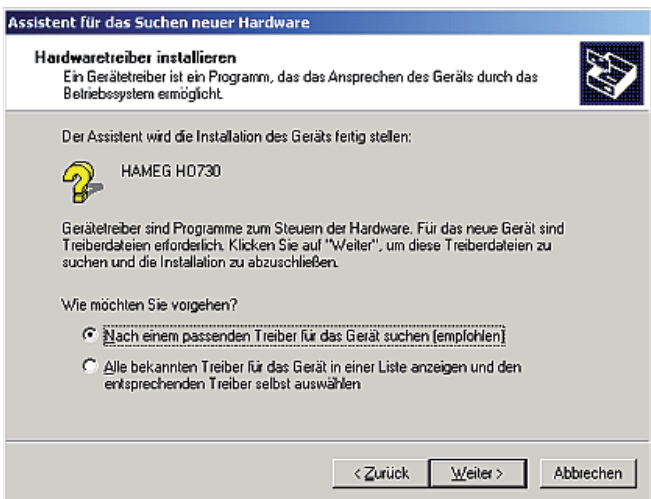 Assistent für das Suchen neuer Hardware
Hardwaretreiber installieren
Ein Gerätetreiber ist ein Programm, das das Ansprechen des Geräts durch das
Betriebssystem ermöglicht.
Der Assistent wird die Installation des Geräts fertig stellen:
HAMEG HO730
Gerätetreiber sind Programme zum Steuern der Hardware. Für das neue Gerät sind
Treiberdateien erforderlich. Klicken Sie auf "Weiter", um diese Treiberdateien zu
suchen und die Installation zu abzuschließen.
Wie möchten Sie vorgehen?
Nach einem passenden Treiber für das Gerät suchen (empfohlen)
Alle bekannten Treiber für das Gerät in einer Liste anzeigen und den
entsprechenden Treiber selbst auswählen
< Zurück Weiter > Abbrechen